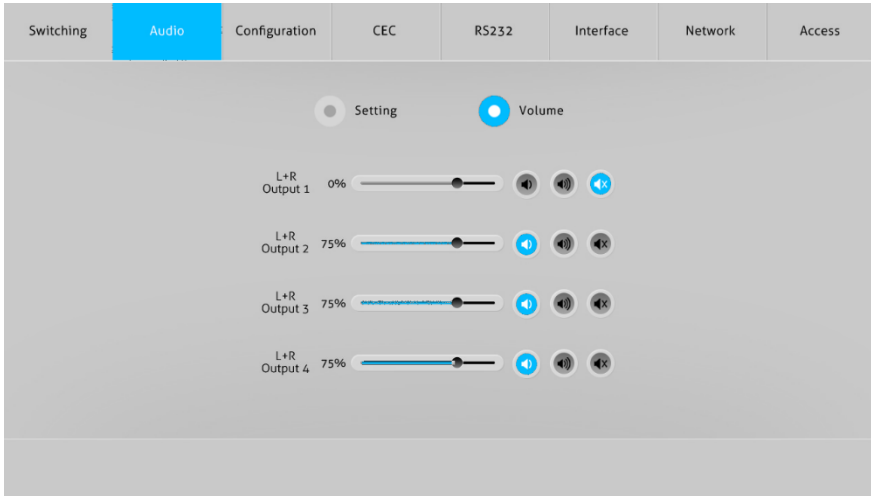 Switching Audio Configuration CEC RS232 Interface Network Access
Setting Volume
L+R
Output 1 0%
L+R
Output 2 75%
L+R
Output 3 75%
L+R
Output 4 75%